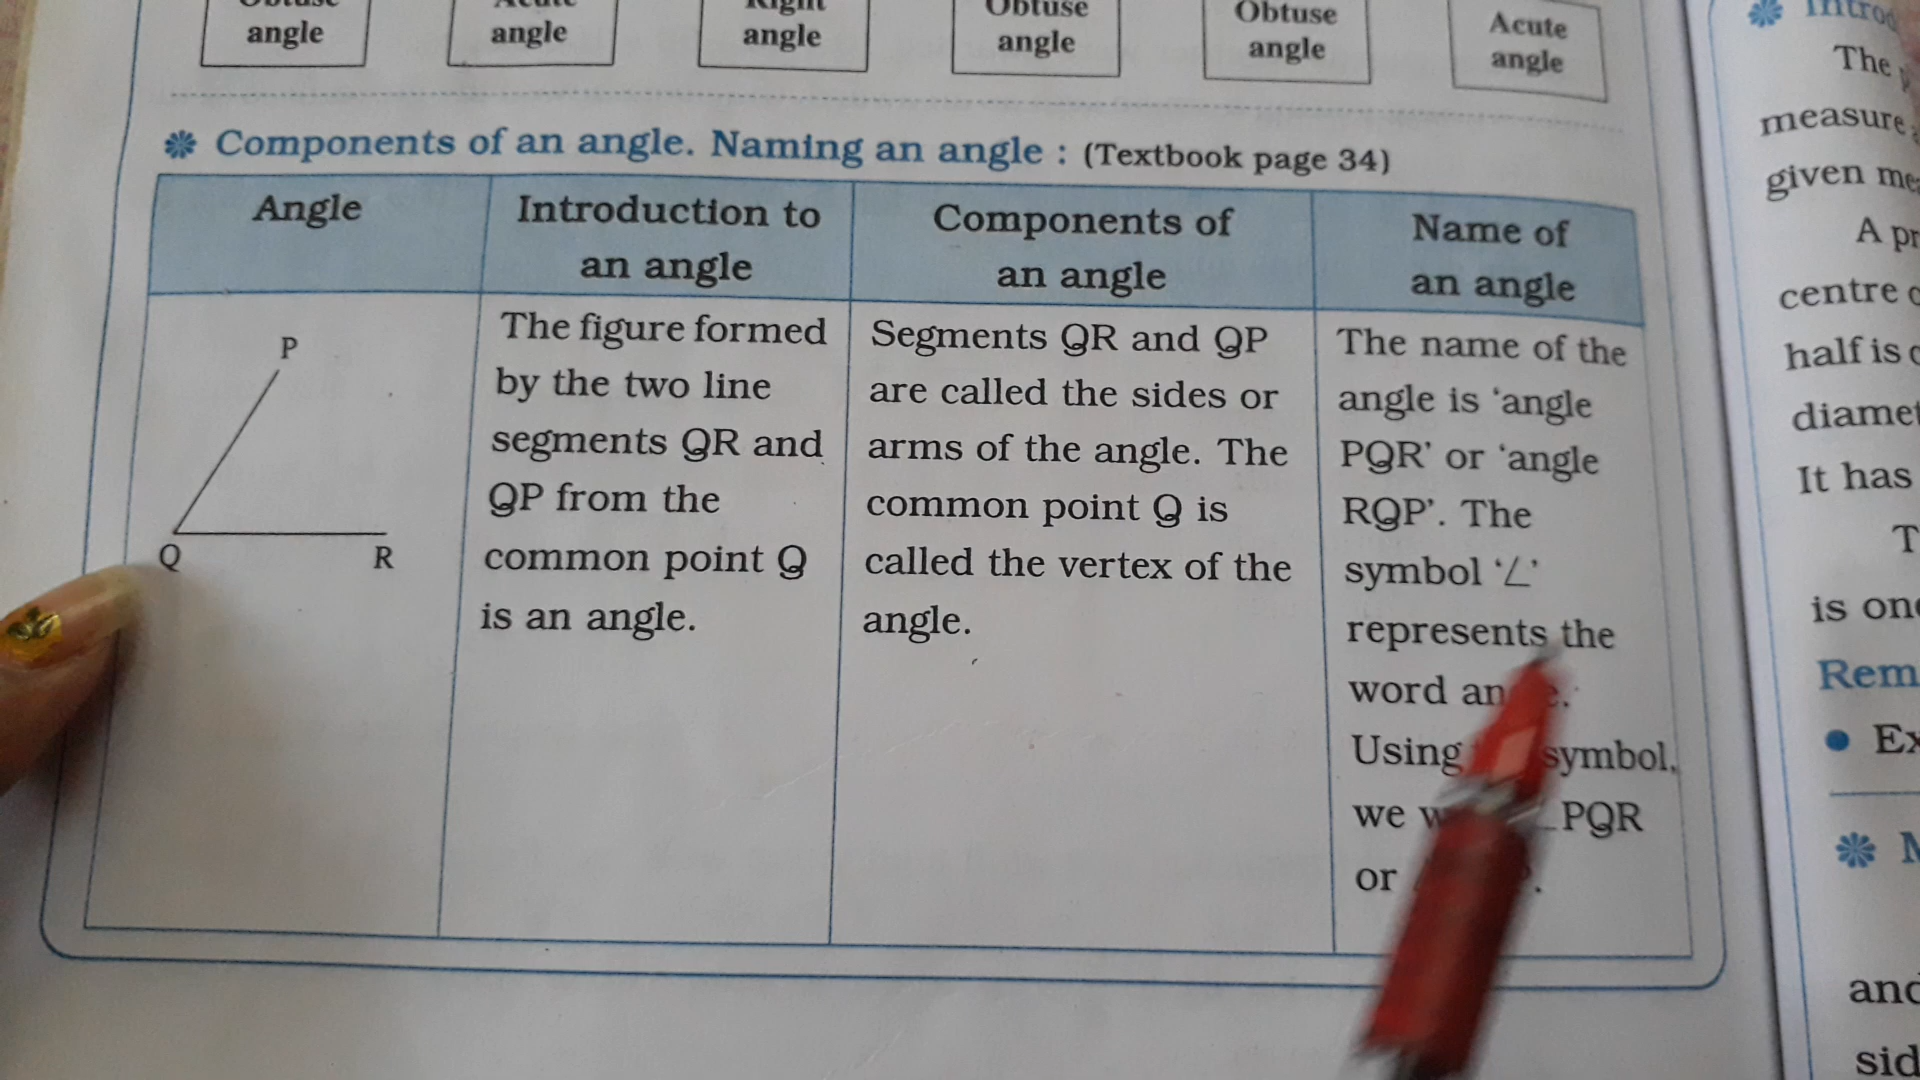 Obtuse
angle
Acute
angle
Right
angle
Obtuse
angle
Obtuse
angle
Acute
angle
Components of an angle. Naming an angle : (Textbook page 34)
Angle
Introduction to
an angle
Components of
an angle
Name of
an angle
P
Q
R
The figure formed
by the two line
segments QR and
QP from the
common point Q
is an angle.
Segments QR and QP
are called the sides or
arms of the angle. The
common point Q is
called the vertex of the
angle.
The name of the
angle is ‘angle
PQR’ or ‘angle
RQP’. The
symbol ‘∠’
represents the
word
Using symbol,
we PQR
or
The
measure
given
A
centre
half is
It has
is